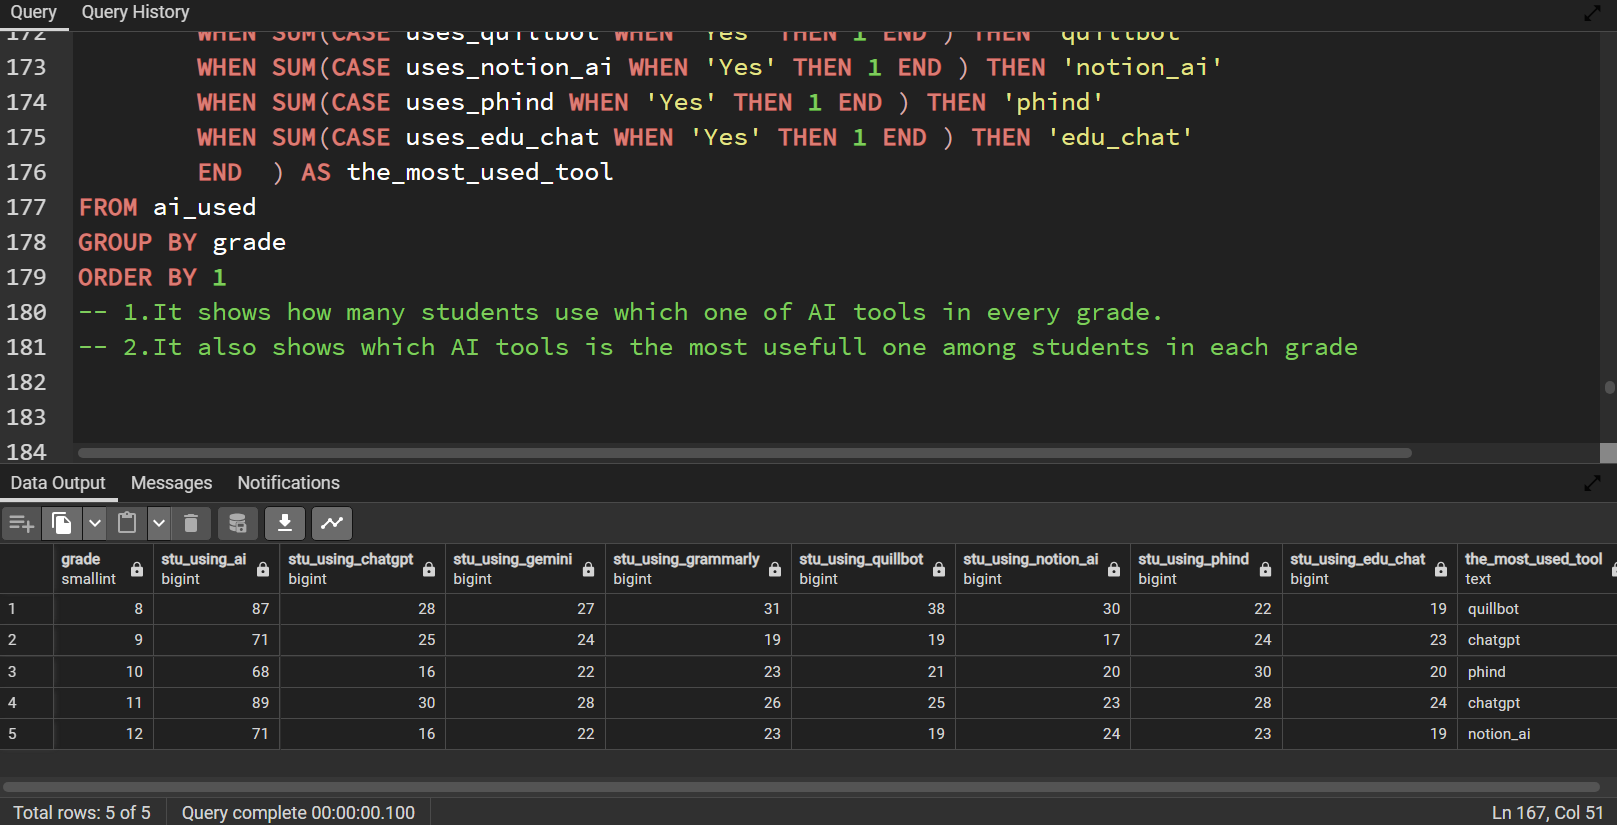 Query Query History
172 WHEN SUM(CASE uses_quillbot WHEN 'Yes' THEN 1 END ) THEN 'quillbot'
173 WHEN SUM(CASE uses_notion_ai WHEN 'Yes' THEN 1 END ) THEN 'notion_ai'
174 WHEN SUM(CASE uses_phind WHEN 'Yes' THEN 1 END ) THEN 'phind'
175 WHEN SUM(CASE uses_edu_chat WHEN 'Yes' THEN 1 END ) THEN 'edu_chat'
176 END ) AS the_most_used_tool
177 FROM ai_used
178 GROUP BY grade
179 ORDER BY 1
180 -- 1.It shows how many students use which one of AI tools in every grade.
181 -- 2.It also shows which AI tools is the most usefull one among students in each grade
182
183
184
Data Output Messages Notifications
grade stu_using_ai stu_using_chatgpt stu_using_gemini stu_using_grammarly stu_using_quillbot stu_using_notion_ai stu_using_phind stu_using_edu_chat the_most_used_tool
smallint bigint bigint bigint bigint bigint bigint bigint bigint text
1 8 87 28 27 31 38 30 22 19 quillbot
2 9 71 25 24 19 19 17 24 23 chatgpt
3 10 68 16 22 23 21 20 30 20 phind
4 11 89 30 28 26 25 23 28 24 chatgpt
5 12 71 16 22 23 19 24 23 19 notion_ai
Total rows: 5 of 5 Query complete 00:00:00.100 Ln 167, Col 51